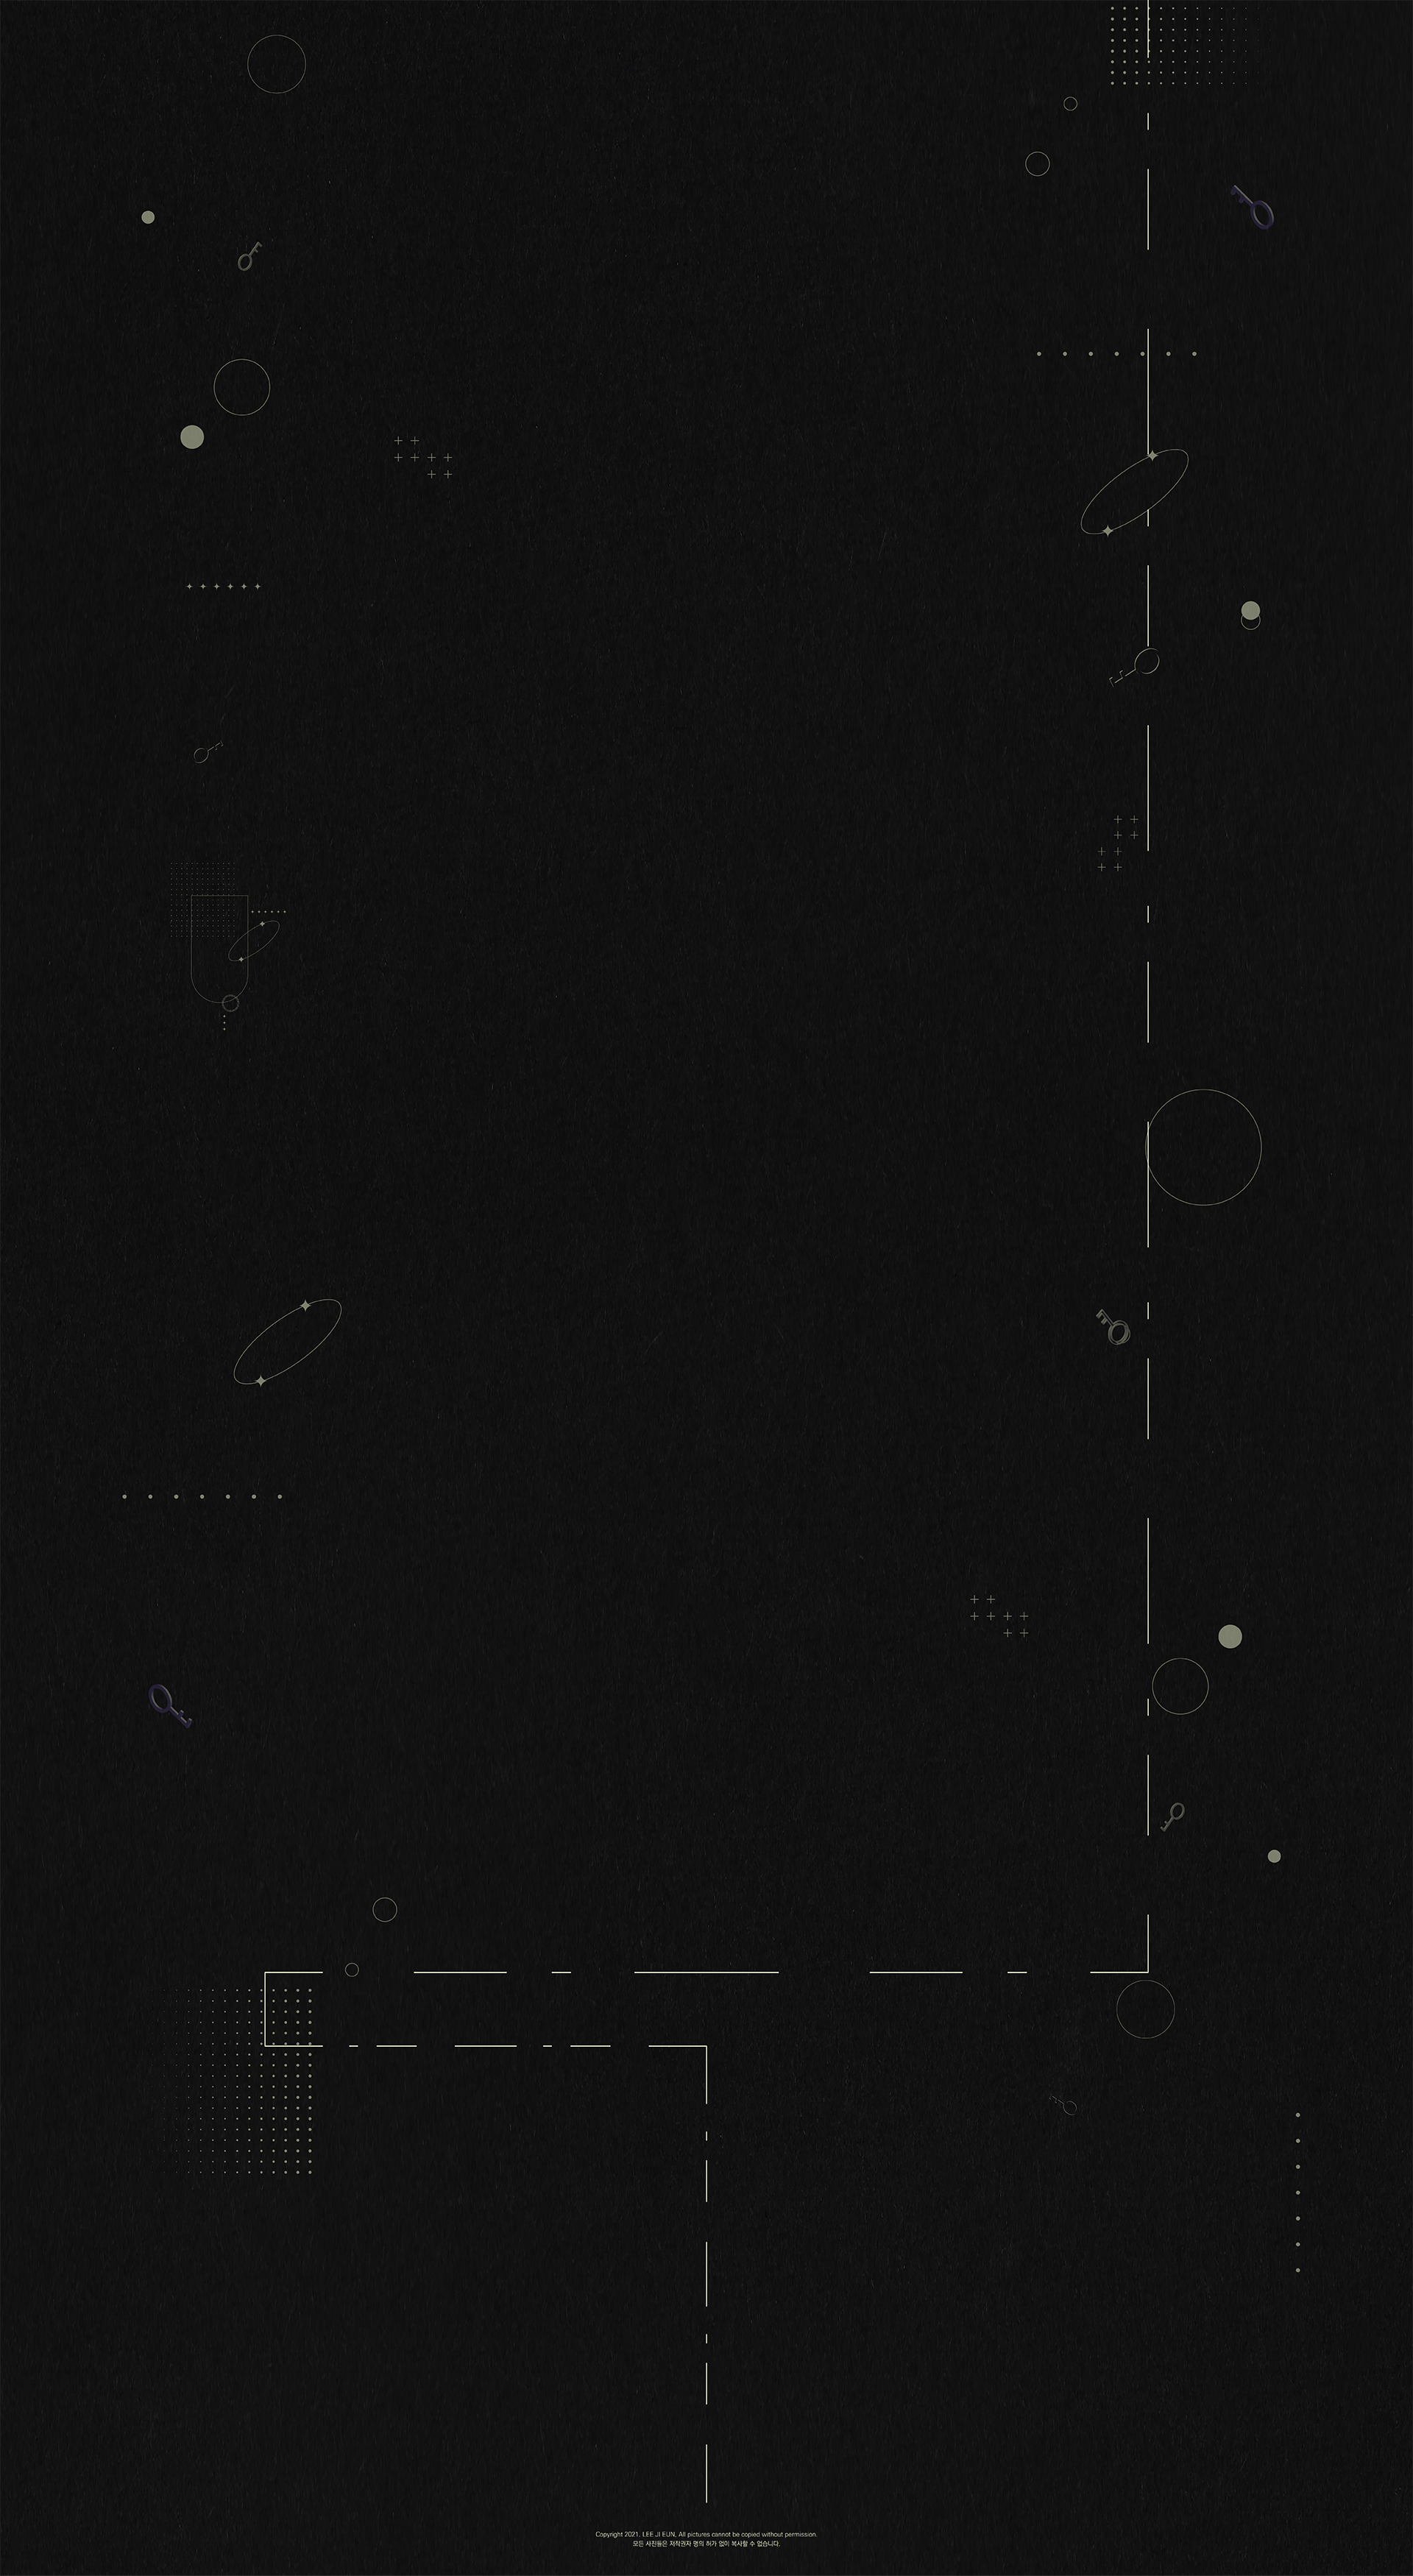 Copyright 2021, LEE JI EUN, All pictures cannot be copied without permission.
모든 사진들은 저작권자 명의 허가 없이 복사할 수 없습니다.